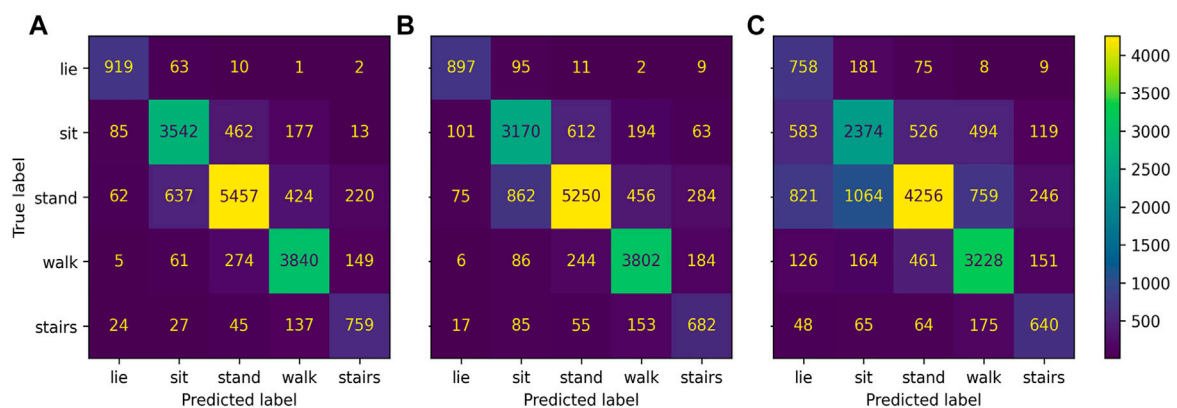 A B C
lie 919 63 10 1 2 897 95 11 2 9 758 181 75 8 9 4000
sit 85 3542 462 177 13 101 3170 612 194 63 583 2374 526 494 119 3500
3000
stand 62 637 5457 424 220 75 862 5250 456 284 821 1064 4256 759 246 2500
True label
2000
walk 5 61 274 3840 149 6 86 244 3802 184 126 164 461 3228 151 1500
1000
stairs 24 27 45 137 759 17 85 55 153 682 48 65 64 175 640 500
lie sit stand walk stairs lie sit stand walk stairs lie sit stand walk stairs
Predicted label Predicted label Predicted label